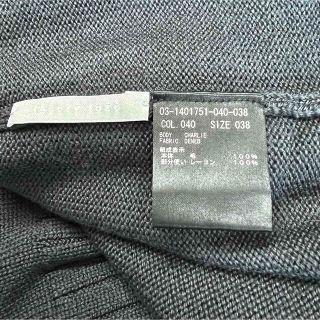 03-1401751-040-038
COL.040 SIZE 038
BODY CHARLIE
FABRIC DENEB
組成表示
本体 毛 100%
部分使い レーヨン 100%